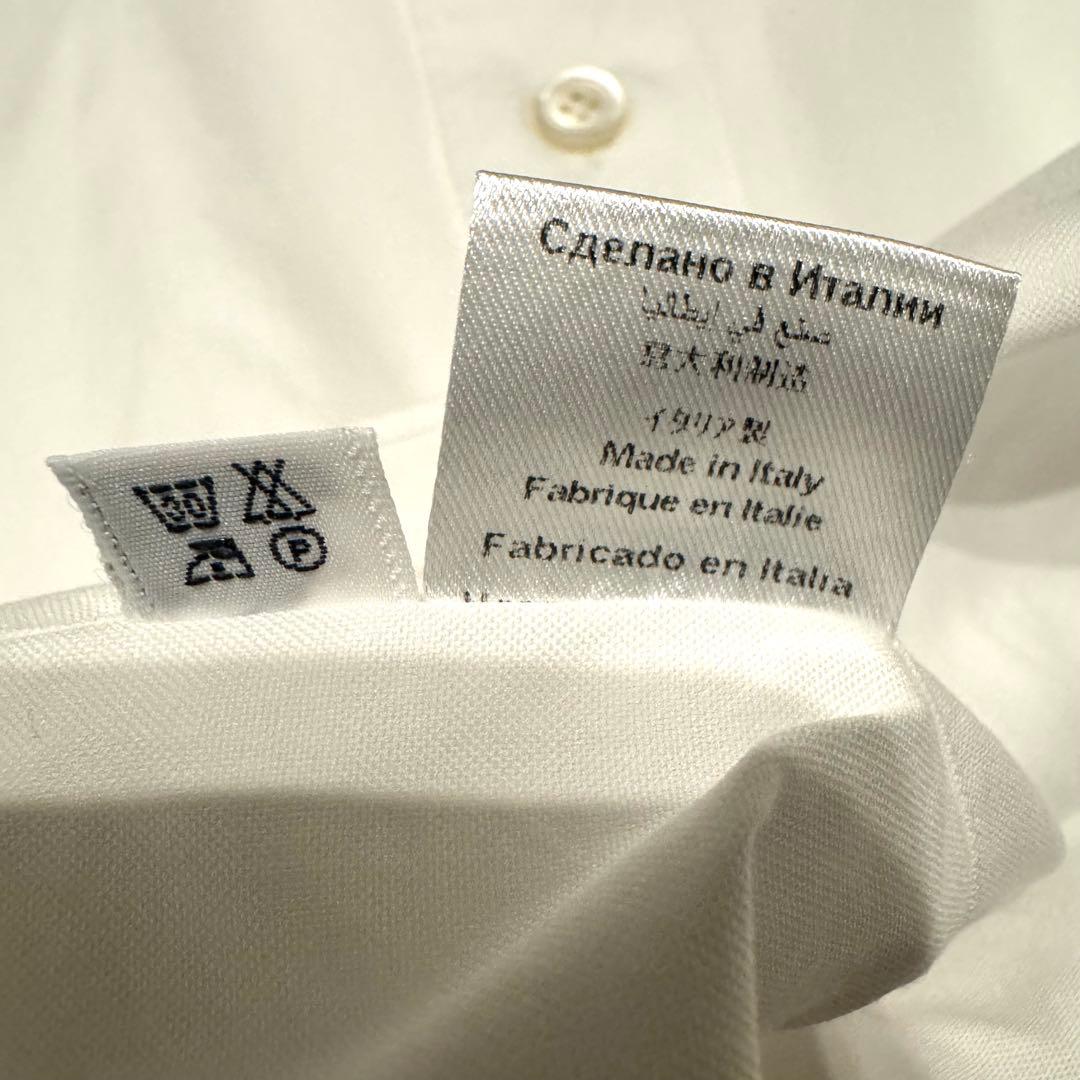 Сделано в Италии
صنع في إيطاليا
意大利制造
イタリア製
Made in Italy
Fabrique en Italie
Fabricado en Italia
30
P